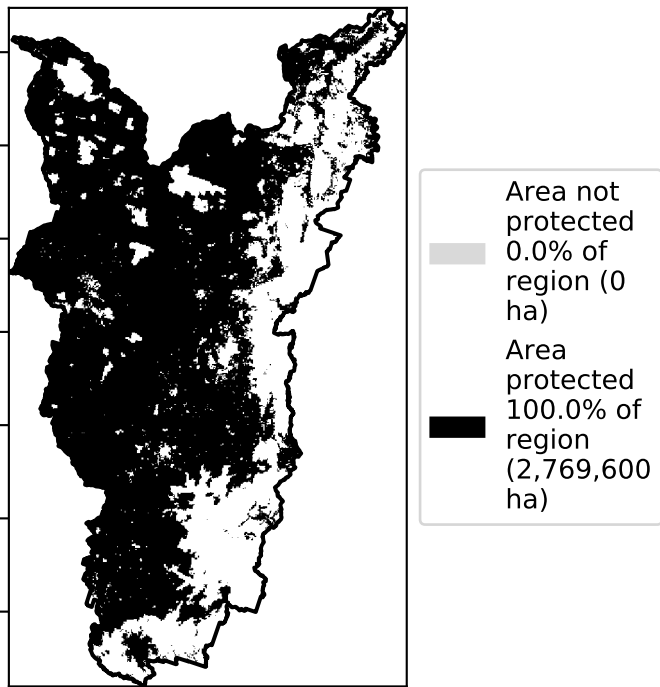 Area not
protected
0.0% of
region (0
ha)
Area
protected
100.0% of
region
(2,769,600
ha)